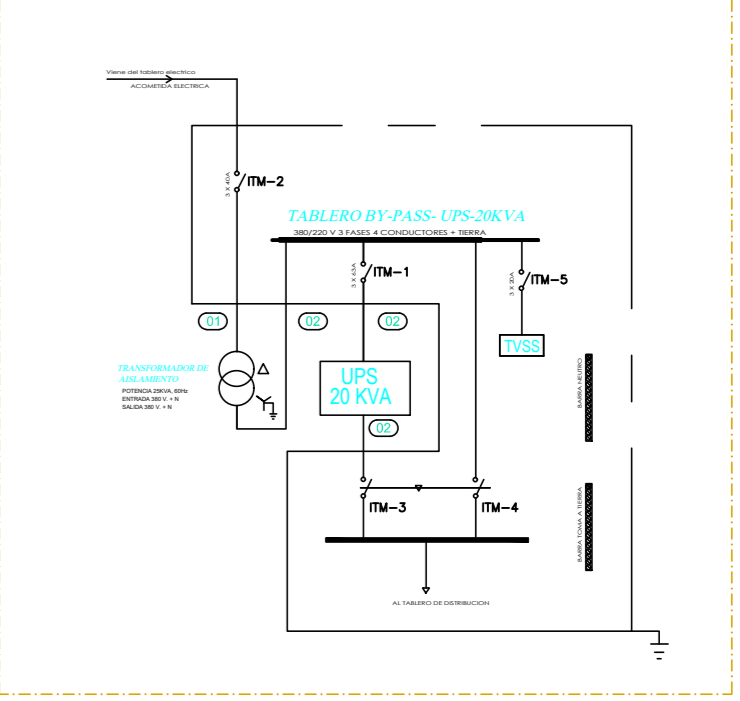 Viene del tablero electrico
ACOMETIDA ELECTRICA
3 X 40A
ITM-2
TABLERO BY-PASS- UPS-20KVA
380/220 V 3 FASES 4 CONDUCTORES + TIERRA
3 X 63A
ITM-1
3 X 20A
ITM-5
01
02
02
TVSS
TRANSFORMADOR DE
AISLAMIENTO
POTENCIA 25KVA, 60Hz
ENTRADA 380 V. + N
SALIDA 380 V. + N
UPS
20 KVA
BARRA NEUTRO
02
ITM-3
ITM-4
BARRA TOMA A TIERRA
AL TABLERO DE DISTRIBUCION